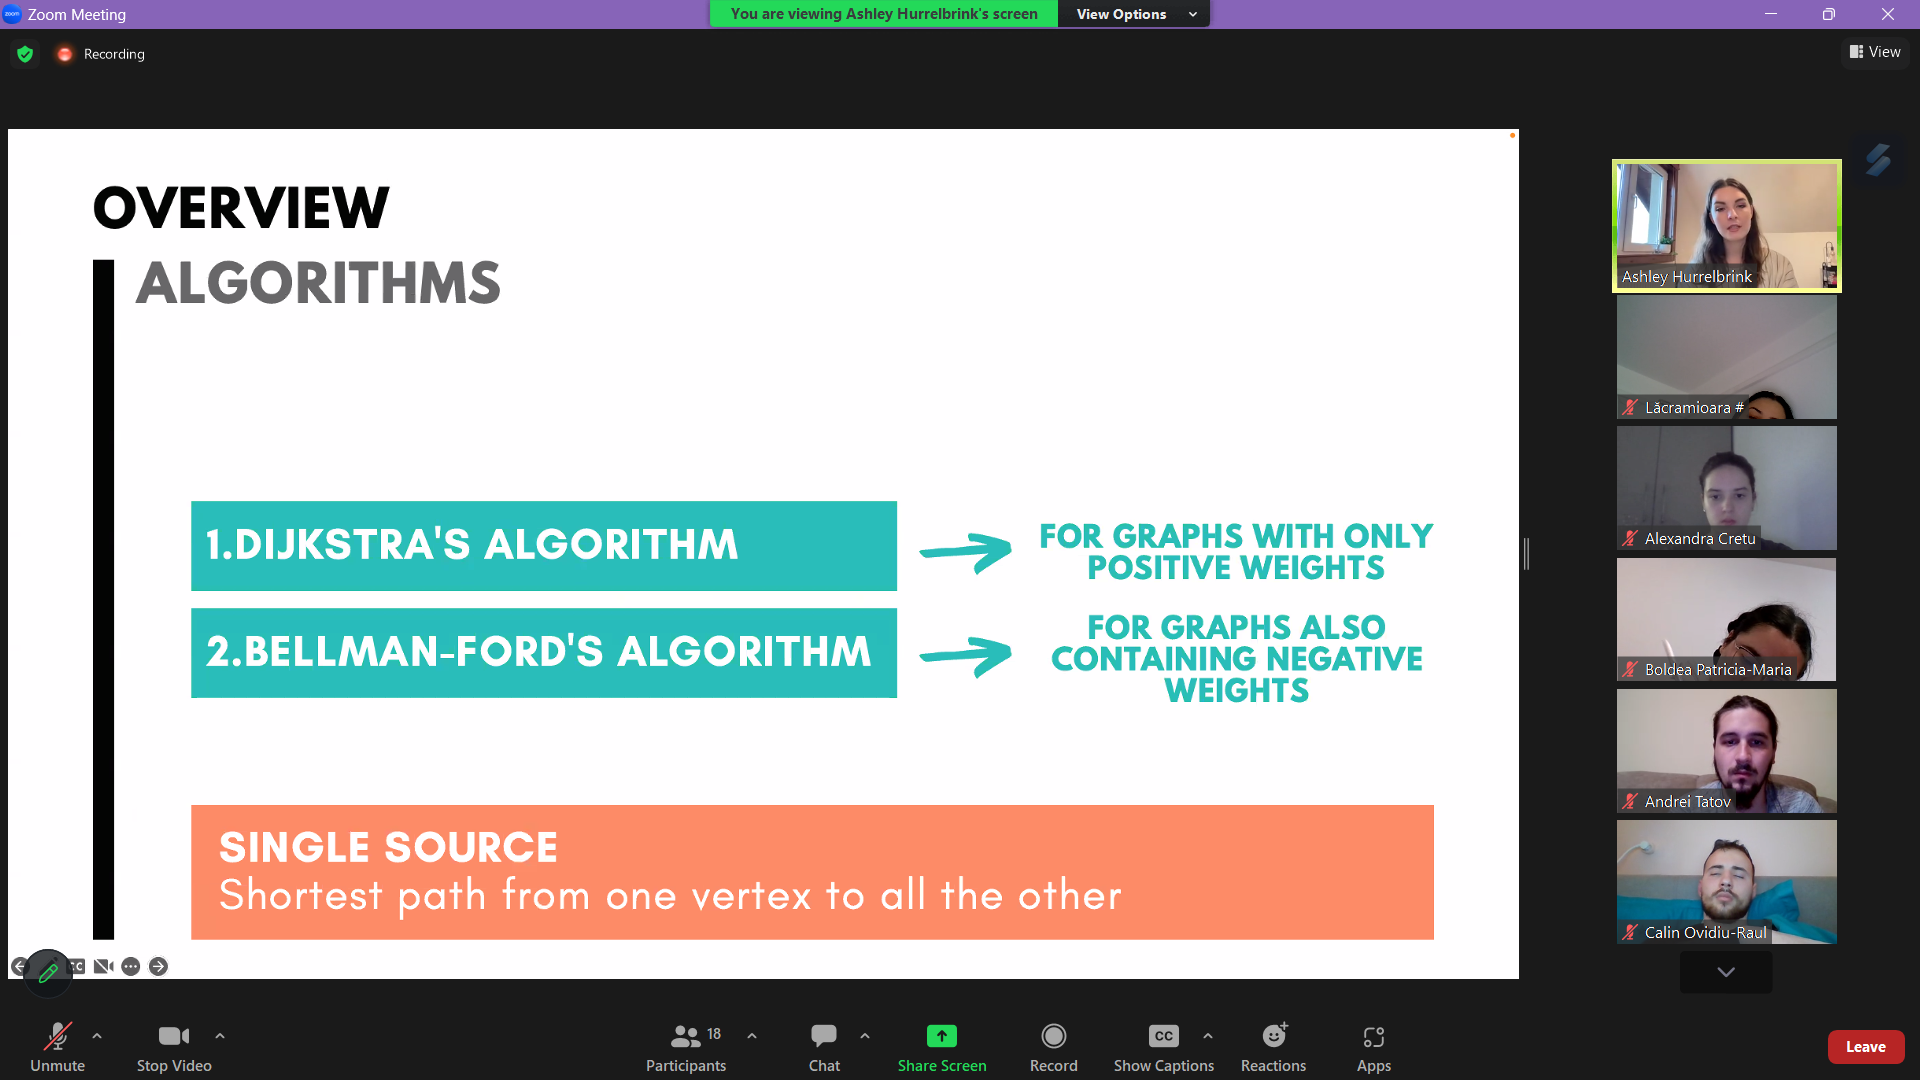 zoom Zoom Meeting
You are viewing Ashley Hurrelbrink's screen
View Options
Recording
View
OVERVIEW
ALGORITHMS
1.DIJKSTRA'S ALGORITHM
FOR GRAPHS WITH ONLY
POSITIVE WEIGHTS
2.BELLMAN-FORD'S ALGORITHM
FOR GRAPHS ALSO
CONTAINING NEGATIVE
WEIGHTS
SINGLE SOURCE
Shortest path from one vertex to all the other
Ashley Hurrelbrink
Lăcramioara #
Alexandra Cretu
Boldea Patricia-Maria
Andrei Tatov
Calin Ovidiu-Raul
CC
Unmute
Stop Video
Participants
18
Chat
Share Screen
Record
CC
Show Captions
Reactions
Apps
Leave